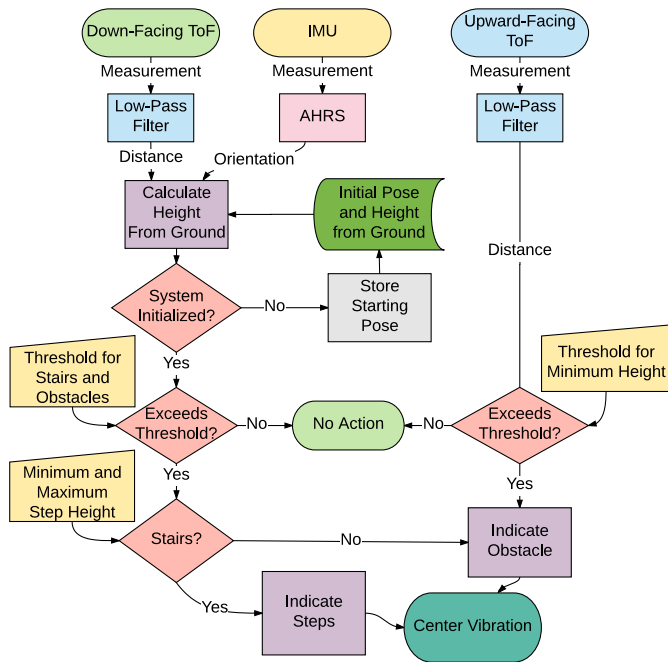 Down-Facing ToF
IMU
Upward-Facing
ToF
Measurement
Measurement
Measurement
Low-Pass
Filter
AHRS
Low-Pass
Filter
Distance
Orientation
Calculate
Height
From Ground
Initial Pose
and Height
from Ground
Distance
System
Initialized?
No
Store
Starting
Pose
Yes
Threshold for
Stairs and
Obstacles
Threshold for
Minimum Height
Exceeds
Threshold?
No
No Action
No
Exceeds
Threshold?
Yes
Yes
Minimum and
Maximum
Step Height
Stairs?
No
Indicate
Obstacle
Yes
Indicate
Steps
Center Vibration